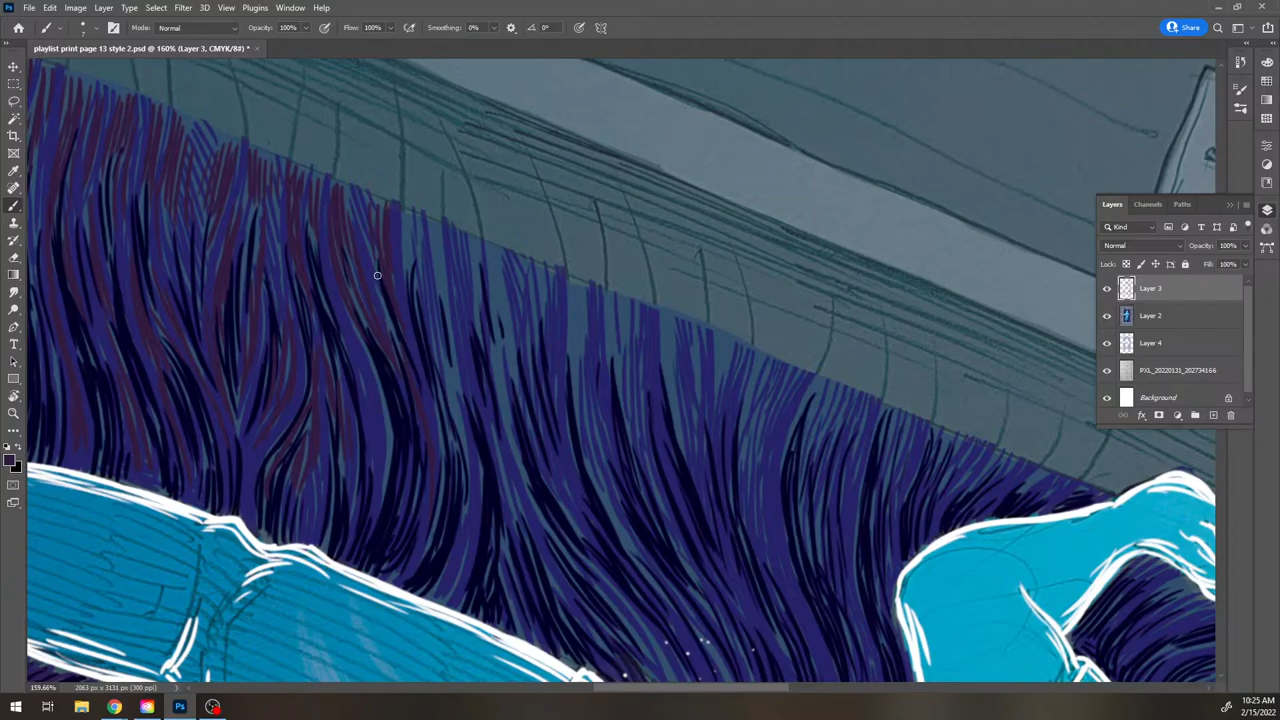 File Edit Image Layer Type Select Filter 3D View Plugins Window Help
7 Mode: Normal Opacity: 100% Flow: 100% Smoothing: 0% 0° Share
playlist print page 13 style 2.psd @ 160% (Layer 3, CMYK/8#) *
Layers Channels Paths
Kind
Normal Opacity: 100%
Lock: Fill: 100%
Layer 3
Layer 2
Layer 4
PXL_20220131_202734166
Background
159.66% 2063 px x 3131 px (300 ppi)
10:25 AM
2/15/2022